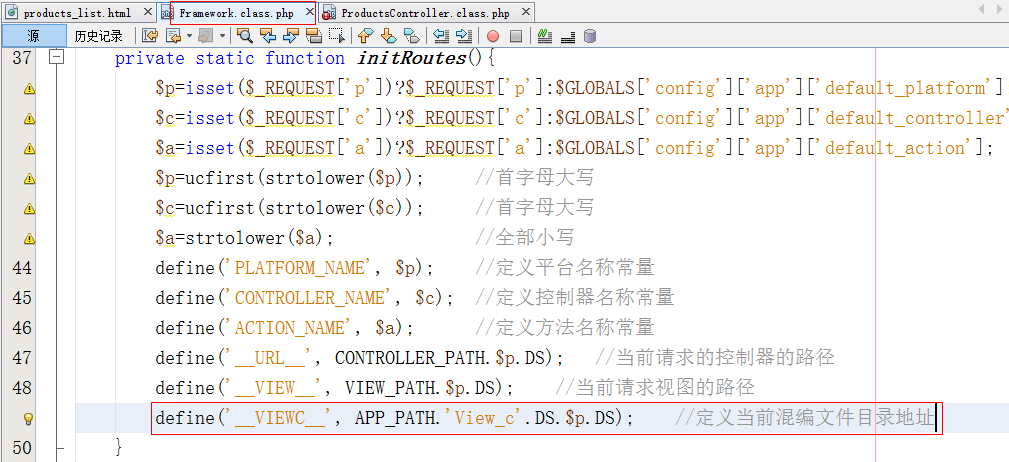 products_list.html Framework.class.php ProductsController.class.php
源 历史记录
37 private static function initRoutes(){
$p=isset($_REQUEST['p'])?$_REQUEST['p']:$GLOBALS['config']['app']['default_platform']
$c=isset($_REQUEST['c'])?$_REQUEST['c']:$GLOBALS['config']['app']['default_controller'
$a=isset($_REQUEST['a'])?$_REQUEST['a']:$GLOBALS['config']['app']['default_action'];
$p=ucfirst(strtolower($p)); //首字母大写
$c=ucfirst(strtolower($c)); //首字母大写
$a=strtolower($a); //全部小写
44 define('PLATFORM_NAME', $p); //定义平台名称常量
45 define('CONTROLLER_NAME', $c); //定义控制器名称常量
46 define('ACTION_NAME', $a); //定义方法名称常量
47 define('__URL__', CONTROLLER_PATH.$p.DS); //当前请求的控制器的路径
48 define('__VIEW__', VIEW_PATH.$p.DS); //当前请求视图的路径
define('__VIEWC__', APP_PATH.'View_c'.DS.$p.DS); //定义当前混编文件目录地址
50 }